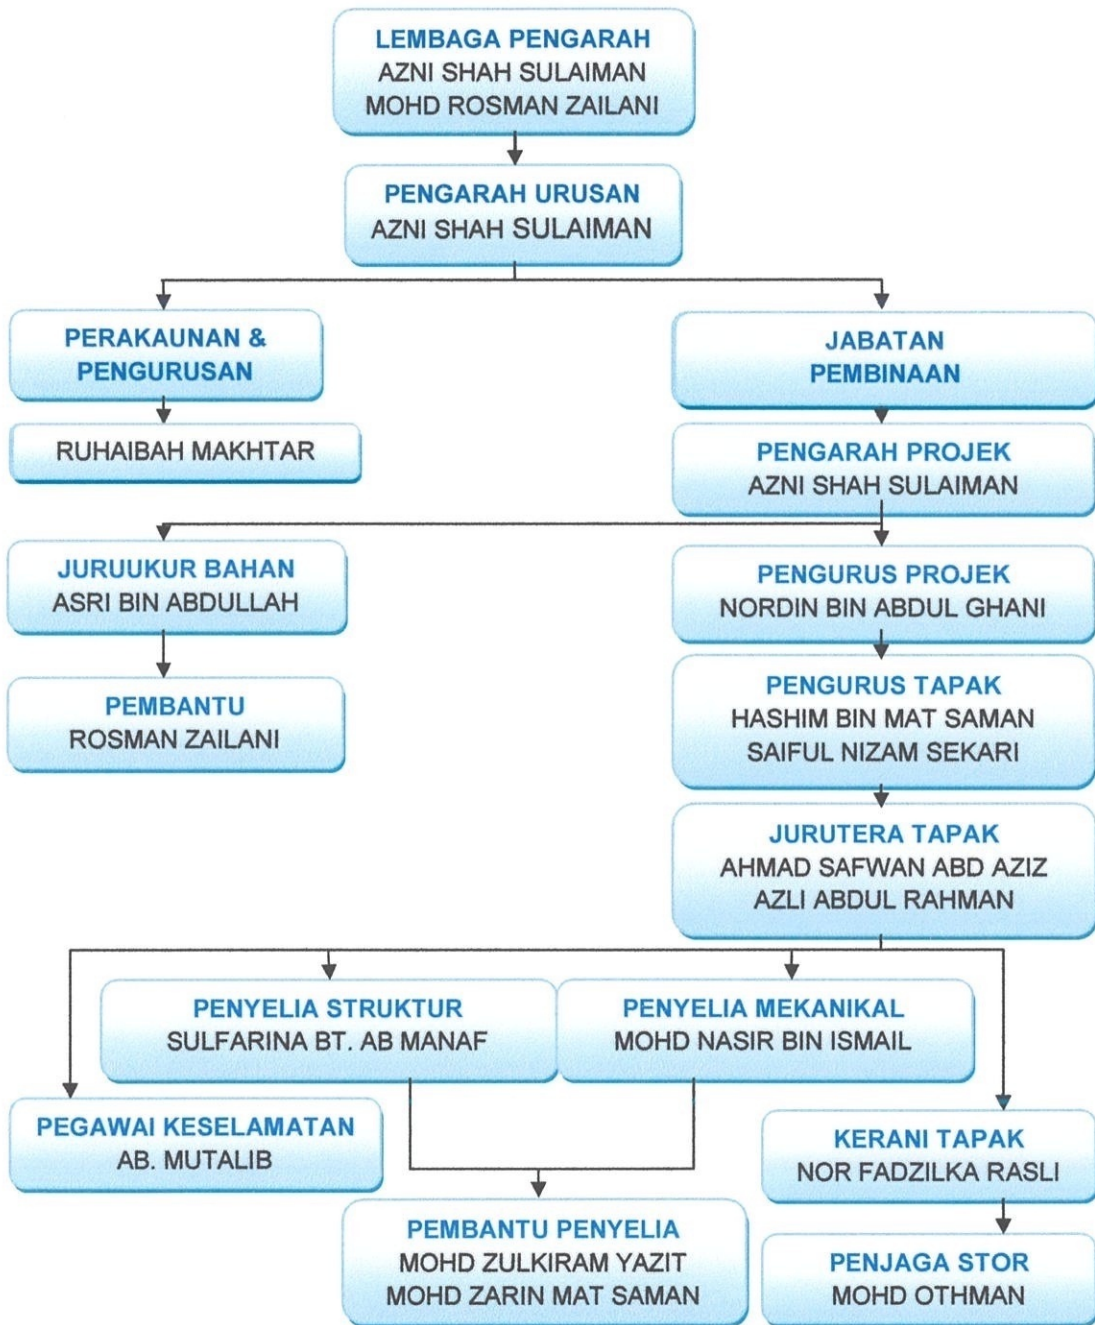 LEMBAGA PENGARAH
AZNI SHAH SULAIMAN
MOHD ROSMAN ZAILANI
PENGARAH URUSAN
AZNI SHAH SULAIMAN
PERAKAUNAN &
PENGURUSAN
JABATAN
PEMBINAAN
RUHAIBAH MAKHTAR
PENGARAH PROJEK
AZNI SHAH SULAIMAN
JURUUKUR BAHAN
ASRI BIN ABDULLAH
PENGURUS PROJEK
NORDIN BIN ABDUL GHANI
PEMBANTU
ROSMAN ZAILANI
PENGURUS TAPAK
HASHIM BIN MAT SAMAN
SAIFUL NIZAM SEKARI
JURUTERA TAPAK
AHMAD SAFWAN ABD AZIZ
AZLI ABDUL RAHMAN
PENYELIA STRUKTUR
SULFARINA BT. AB MANAF
PENYELIA MEKANIKAL
MOHD NASIR BIN ISMAIL
PEGAWAI KESELAMATAN
AB. MUTALIB
KERANI TAPAK
NOR FADZILKA RASLI
PEMBANTU PENYELIA
MOHD ZULKIRAM YAZIT
MOHD ZARIN MAT SAMAN
PENJAGA STOR
MOHD OTHMAN